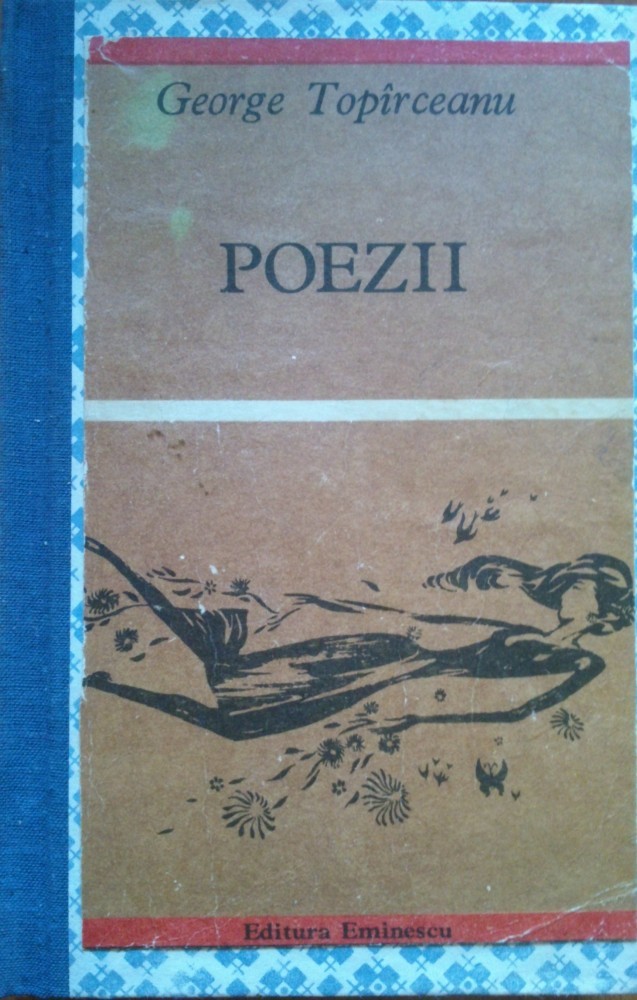 George Topîrceanu
POEZII
Editura Eminescu